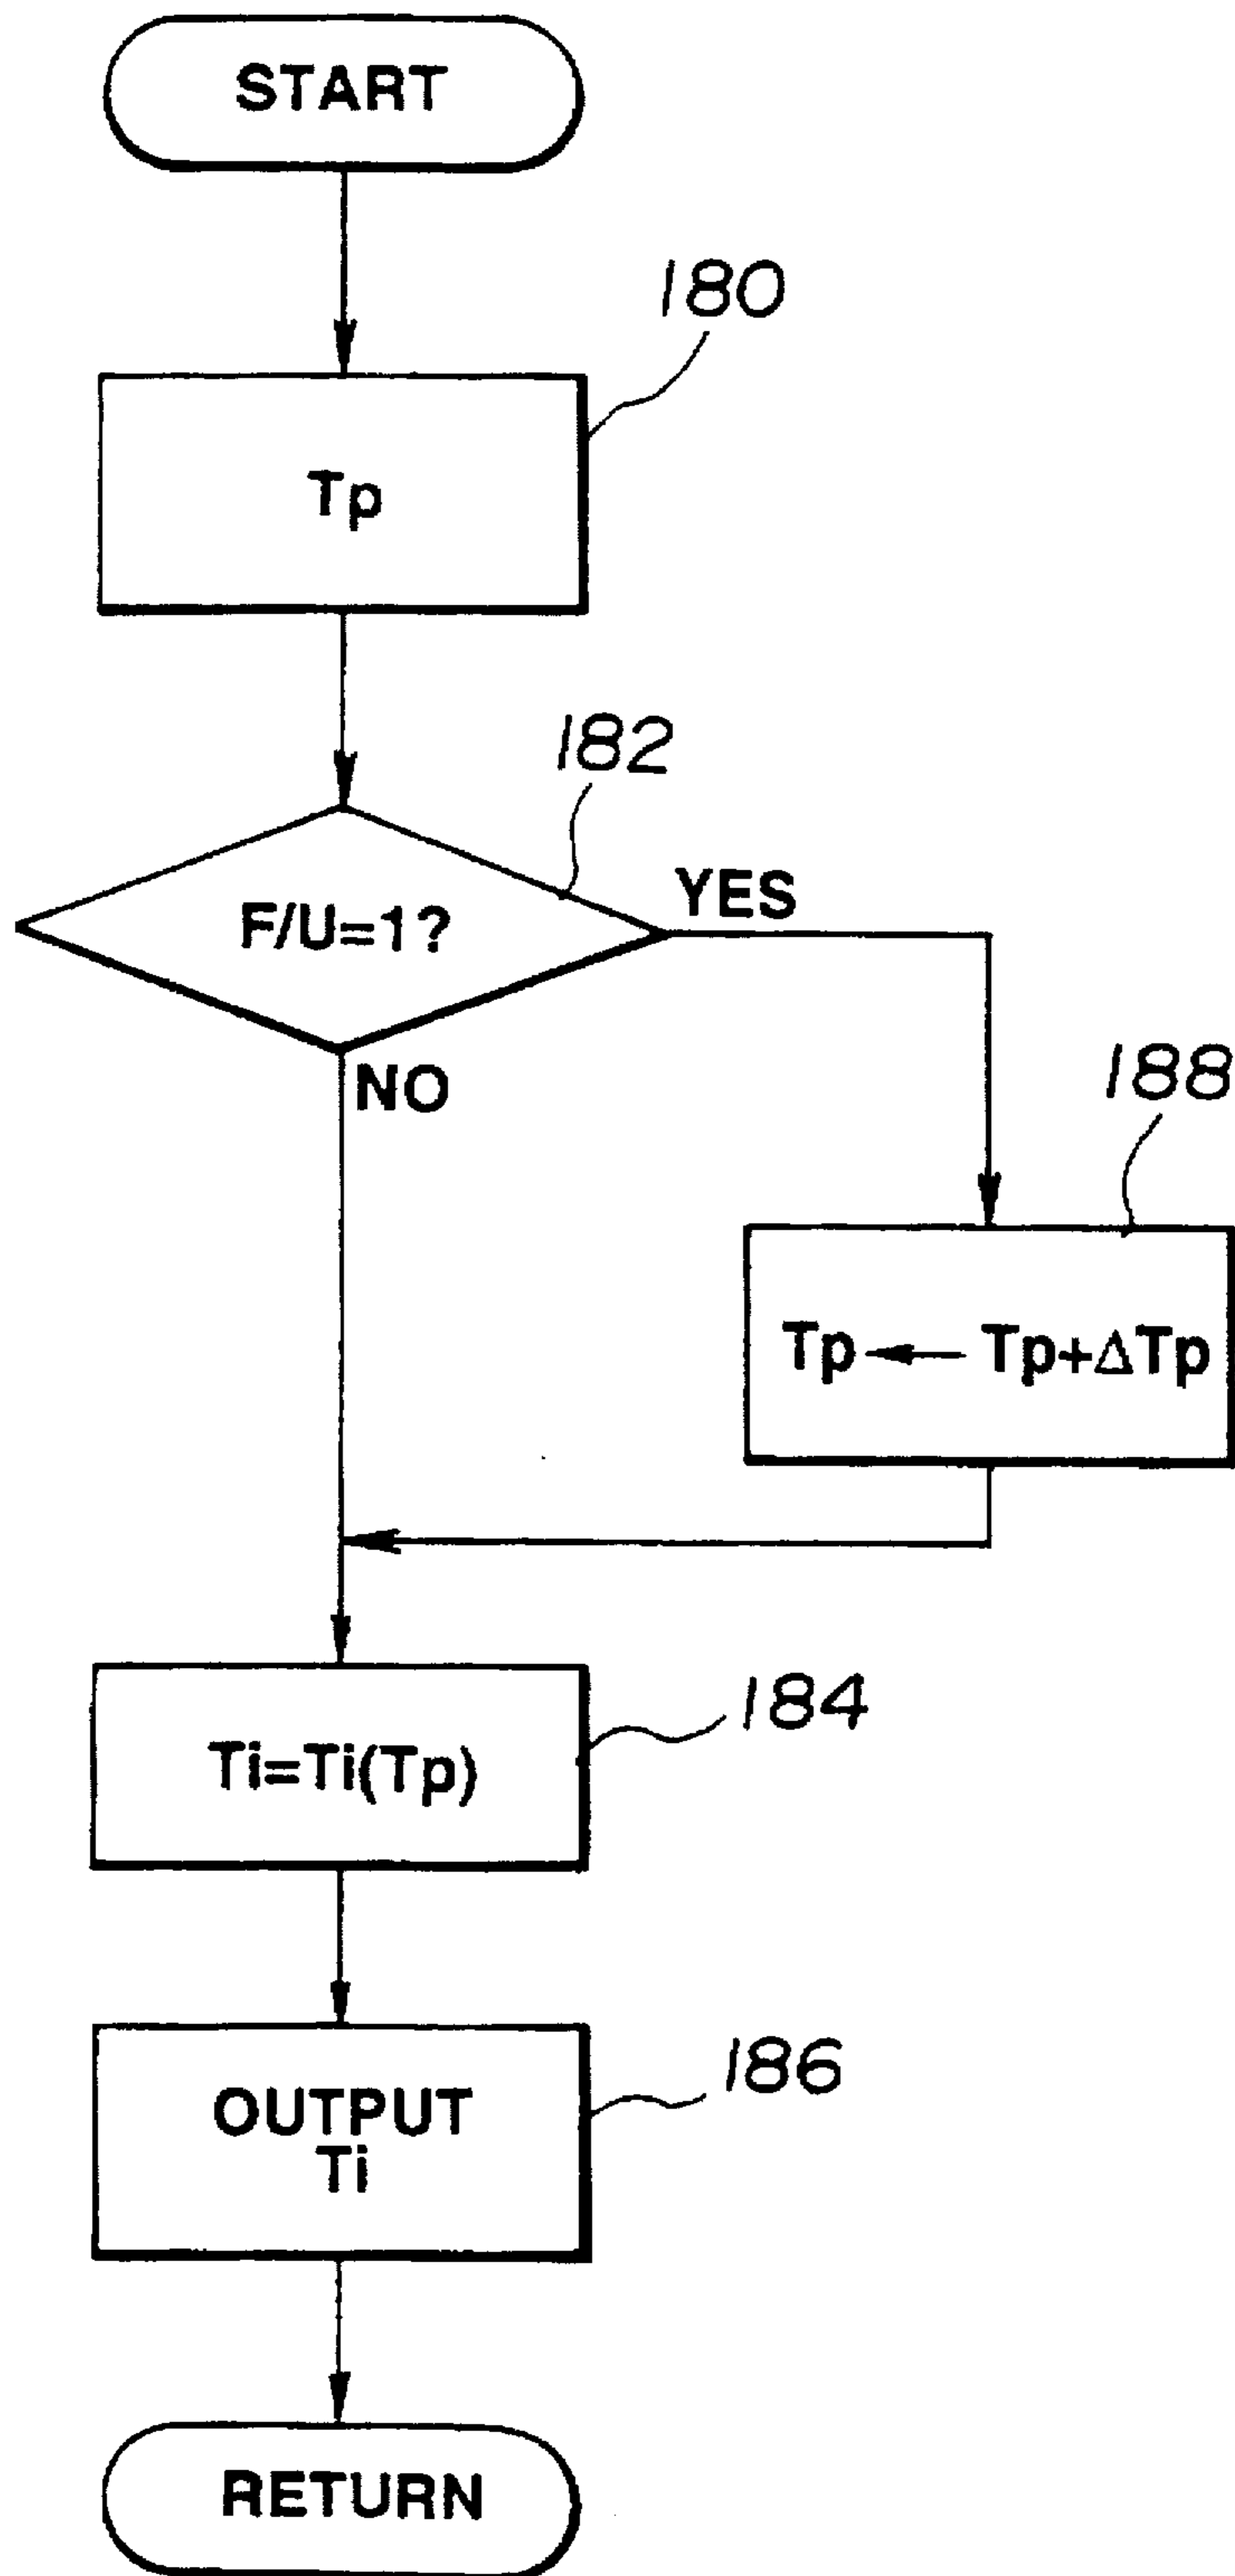 START
180
Tp
182
F/U=1?
YES
NO
188
Tp ← Tp+ΔTp
184
Ti=Ti(Tp)
186
OUTPUT
Ti
RETURN